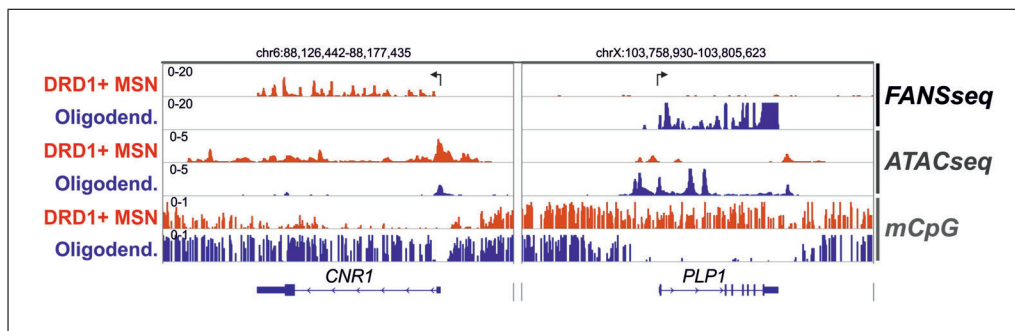 chr6:88,126,442-88,177,435 chrX:103,758,930-103,805,623
DRD1+ MSN 0-20
Oligodend. 0-20
FANSseq
DRD1+ MSN 0-5
Oligodend. 0-5
ATACseq
DRD1+ MSN 0-1
Oligodend. 0-1
mCpG
CNR1 PLP1